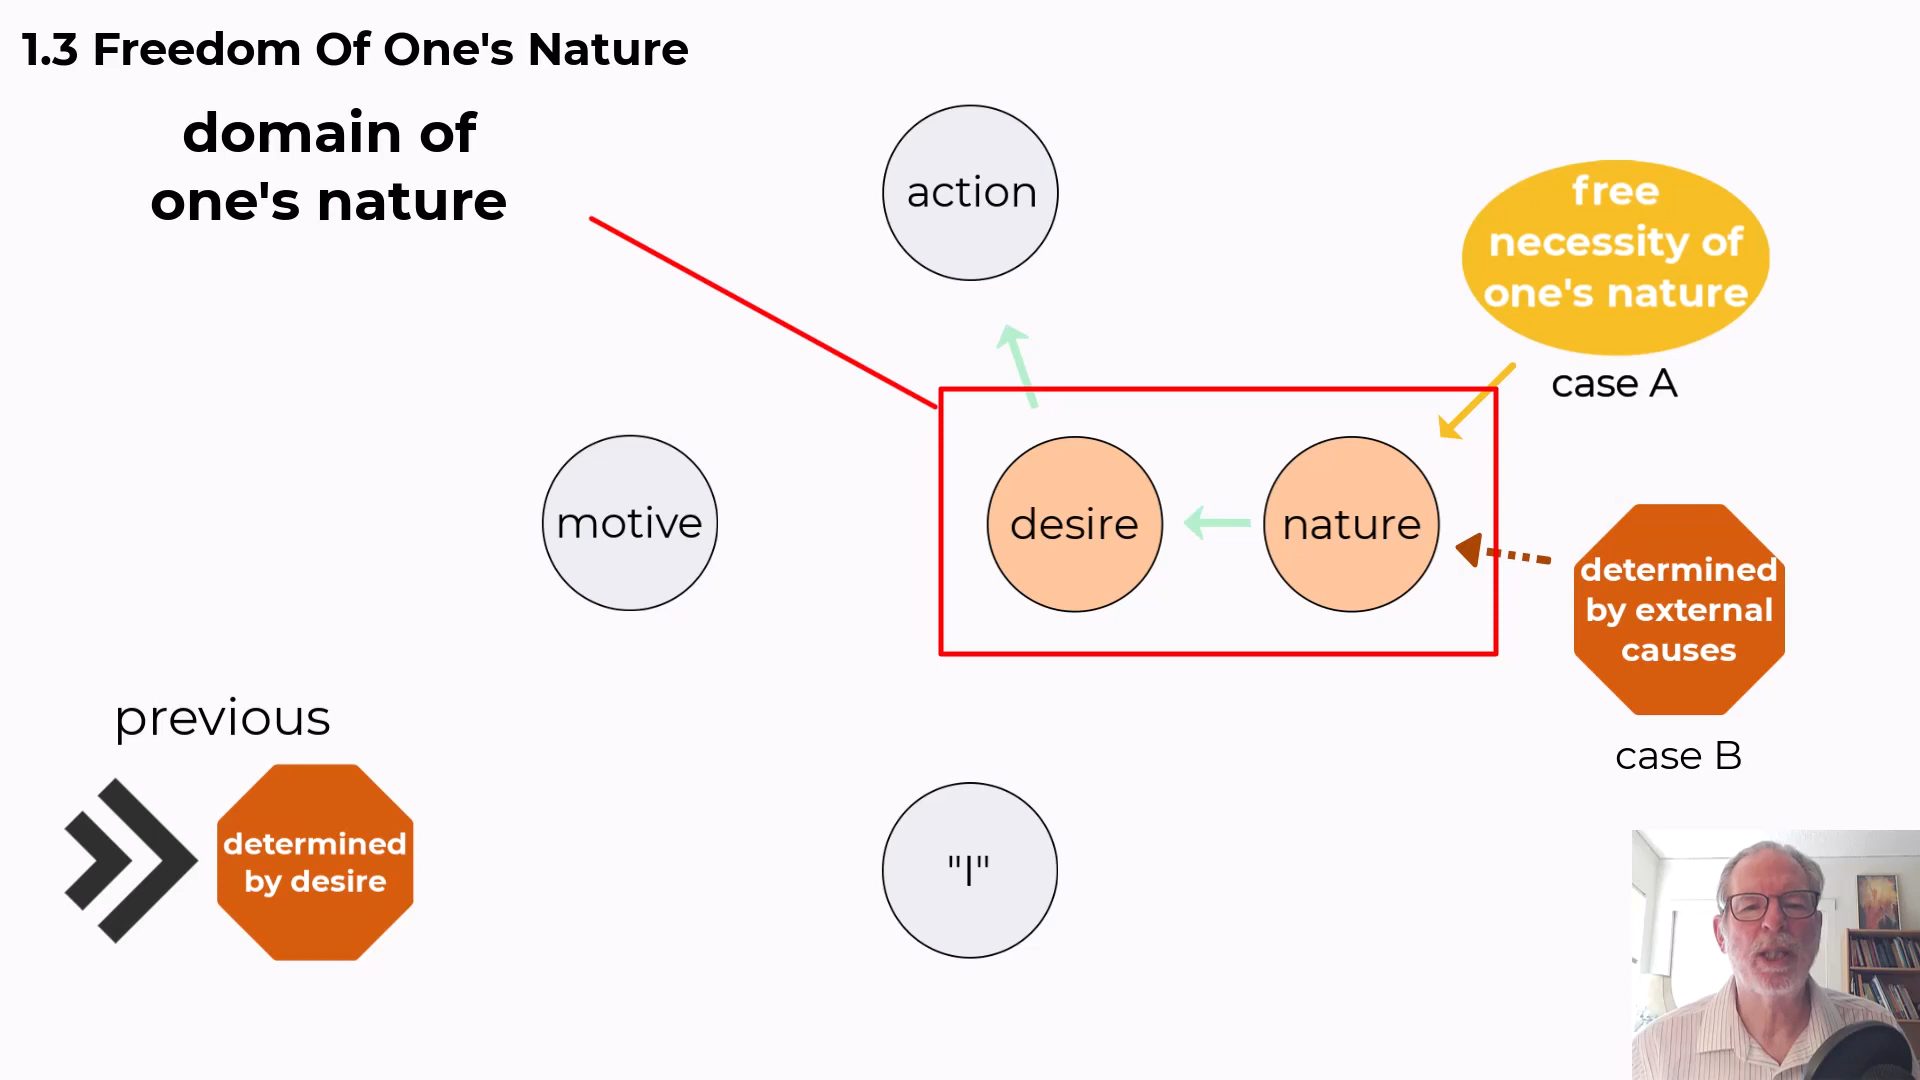 1.3 Freedom Of One's Nature
domain of
one's nature
action
free
necessity of
one's nature
case A
motive
desire
nature
determined
by external
causes
case B
previous
determined
by desire
"I"